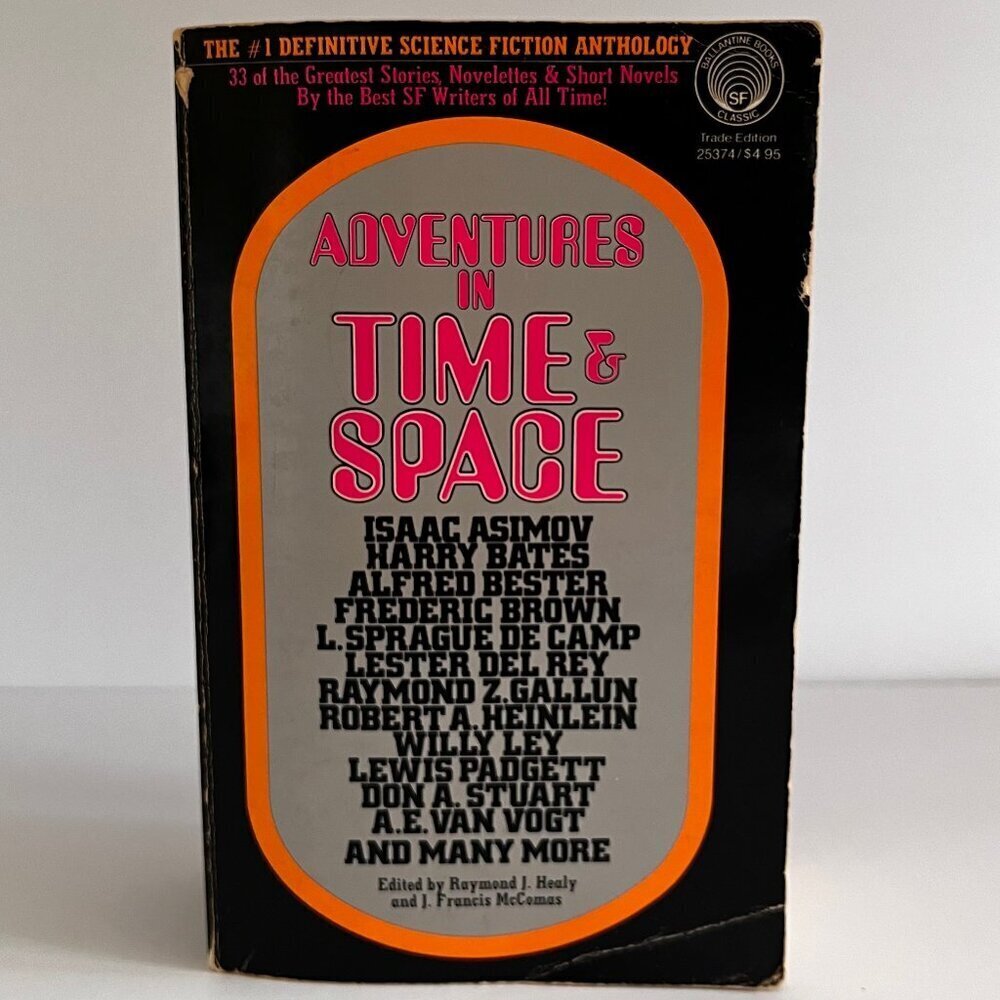 THE #1 DEFINITIVE SCIENCE FICTION ANTHOLOGY
33 of the Greatest Stories, Novelettes & Short Novels
By the Best SF Writers of All Time!
BALLANTINE BOOKS
SF
CLASSIC
Trade Edition
25374/$4.95
ADVENTURES
IN
TIME &
SPACE
ISAAC ASIMOV
HARRY BATES
ALFRED BESTER
FREDERIC BROWN
L. SPRAGUE DE CAMP
LESTER DEL REY
RAYMOND Z. GALLUN
ROBERT A. HEINLEIN
WILLY LEY
LEWIS PADGETT
DON A. STUART
A.E. VAN VOGT
AND MANY MORE
Edited by Raymond J. Healy
and J. Francis McComas